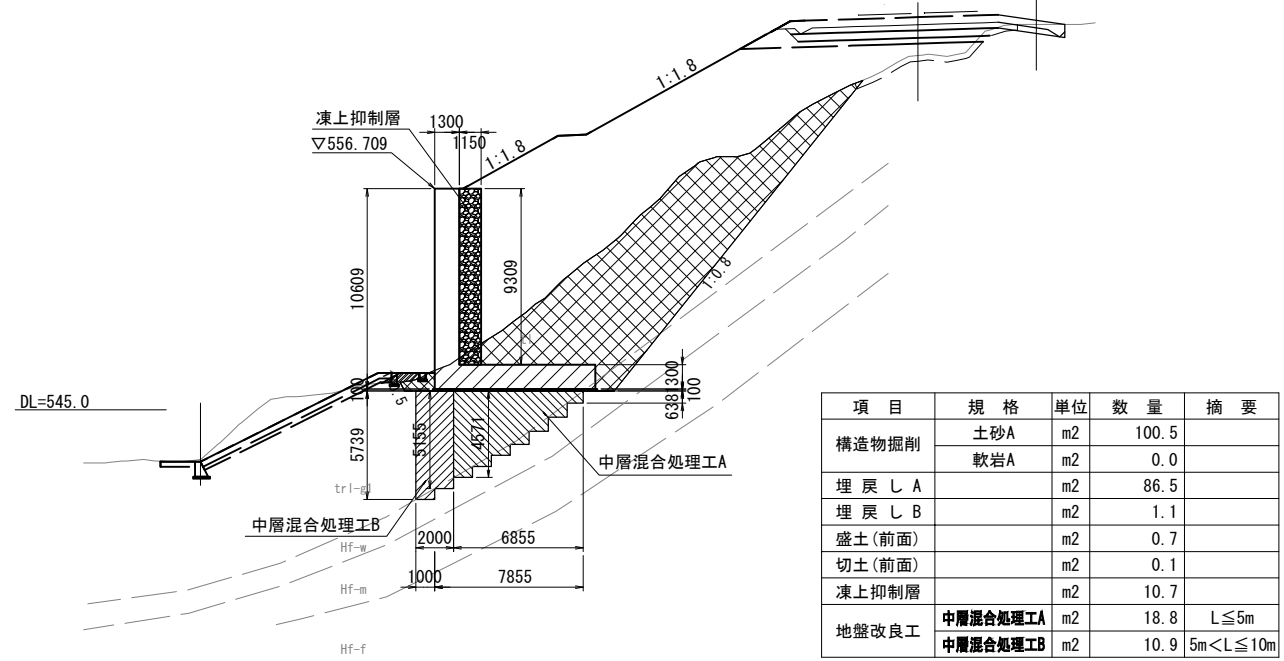 1:1.8
凍上抑制層
1300
1150
▽556.709
1:1.8
10609
9309
1:0.8
DL=545.0
1300
100
638
5739
5155
4571
中層混合処理工A
trl-gl
中層混合処理工B
2000
6855
Hf-w
1000
7855
Hf-m
Hf-f
項 目 規 格 単位 数 量 摘 要
構造物掘削 土砂A m2 100.5
軟岩A m2 0.0
埋 戻 し A m2 86.5
埋 戻 し B m2 1.1
盛土(前面) m2 0.7
切土(前面) m2 0.1
凍上抑制層 m2 10.7
地盤改良工 中層混合処理工A m2 18.8 L≦5m
中層混合処理工B m2 10.9 5m<L≦10m